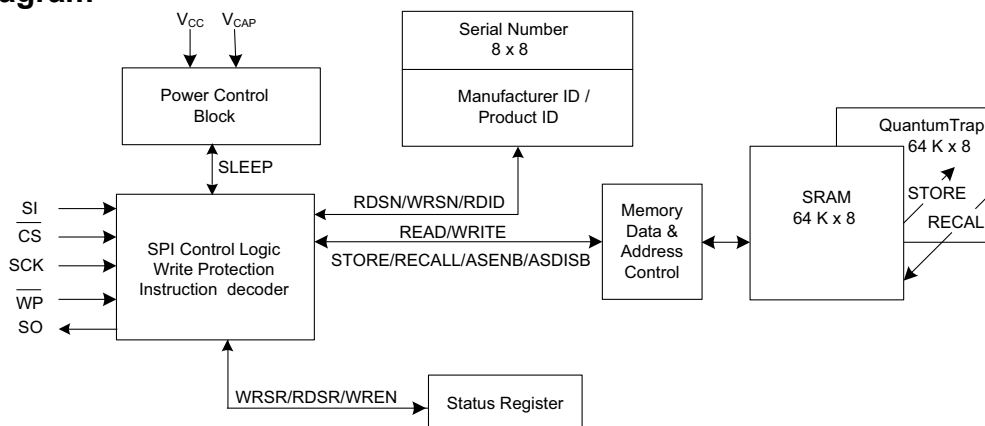 V_CC V_CAP
Power Control
Block
SLEEP
Serial Number
8 x 8
Manufacturer ID /
Product ID
QuantumTrap
64 K x 8
SRAM
64 K x 8
STORE
RECAL
SI
CS
SCK
WP
SO
SPI Control Logic
Write Protection
Instruction decoder
RDSN/WRSN/RDID
READ/WRITE
STORE/RECALL/ASENB/ASDISB
Memory
Data &
Address
Control
WRSR/RDSR/WREN
Status Register